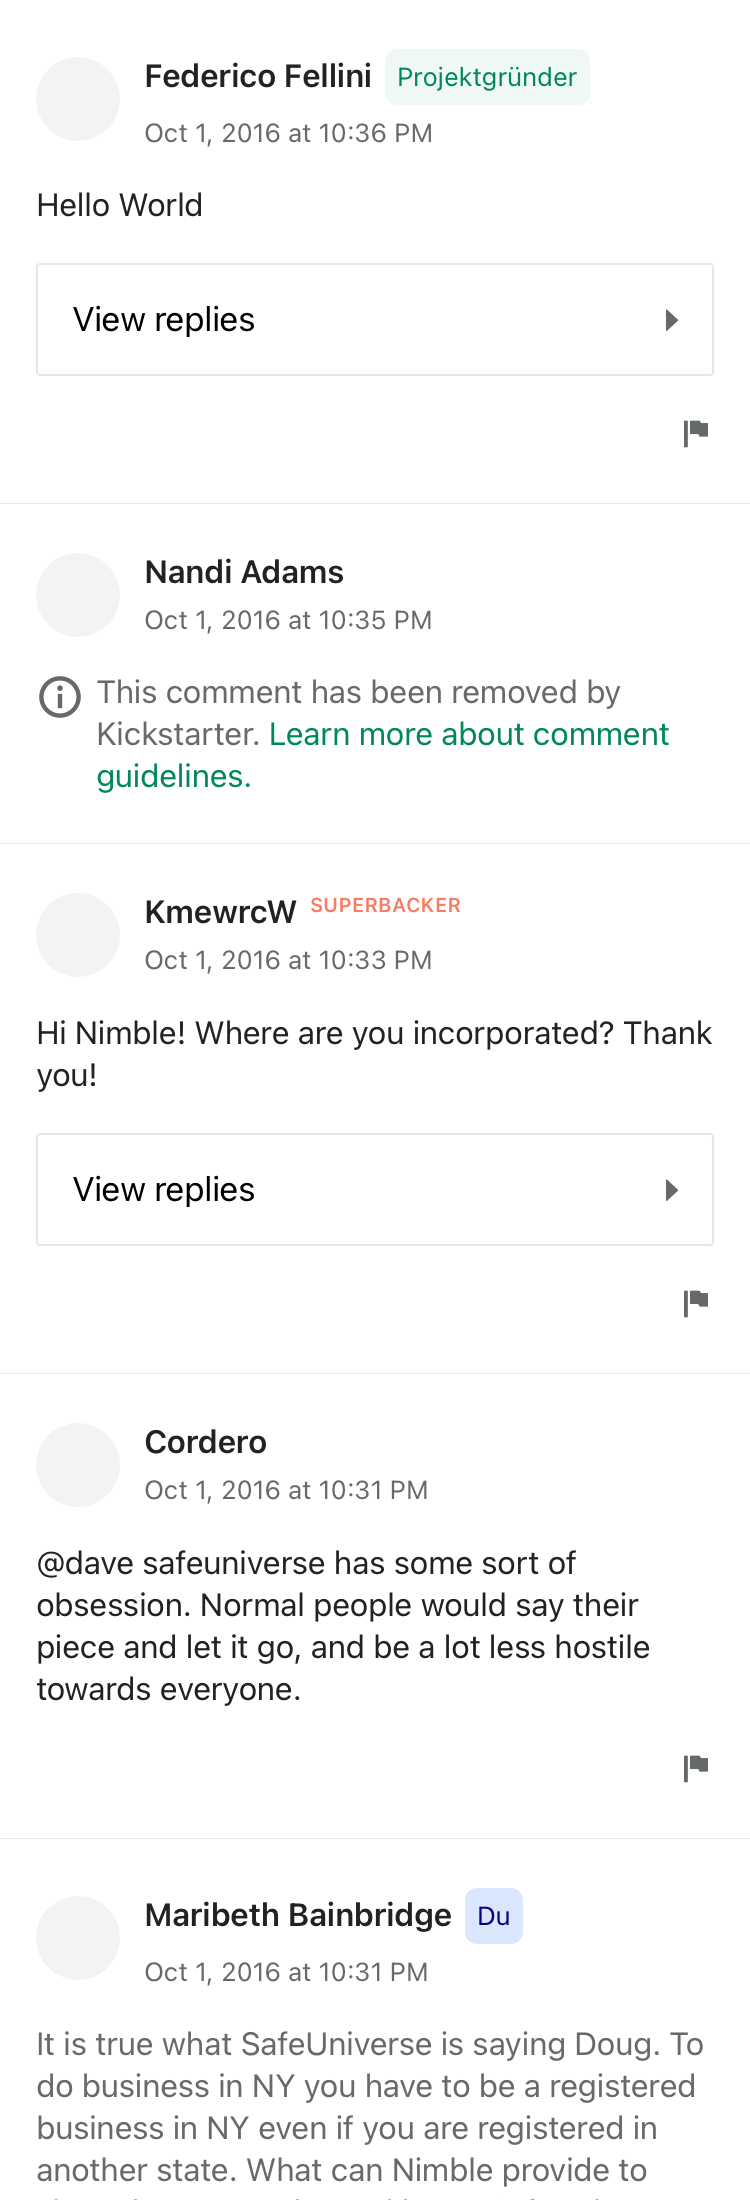 Federico Fellini Projektgründer
Oct 1, 2016 at 10:36 PM
Hello World
View replies
Nandi Adams
Oct 1, 2016 at 10:35 PM
This comment has been removed by
Kickstarter. Learn more about comment
guidelines.
KmewrcW SUPERBACKER
Oct 1, 2016 at 10:33 PM
Hi Nimble! Where are you incorporated? Thank
you!
View replies
Cordero
Oct 1, 2016 at 10:31 PM
@dave safeuniverse has some sort of
obsession. Normal people would say their
piece and let it go, and be a lot less hostile
towards everyone.
Maribeth Bainbridge Du
Oct 1, 2016 at 10:31 PM
It is true what SafeUniverse is saying Doug. To
do business in NY you have to be a registered
business in NY even if you are registered in
another state. What can Nimble provide to